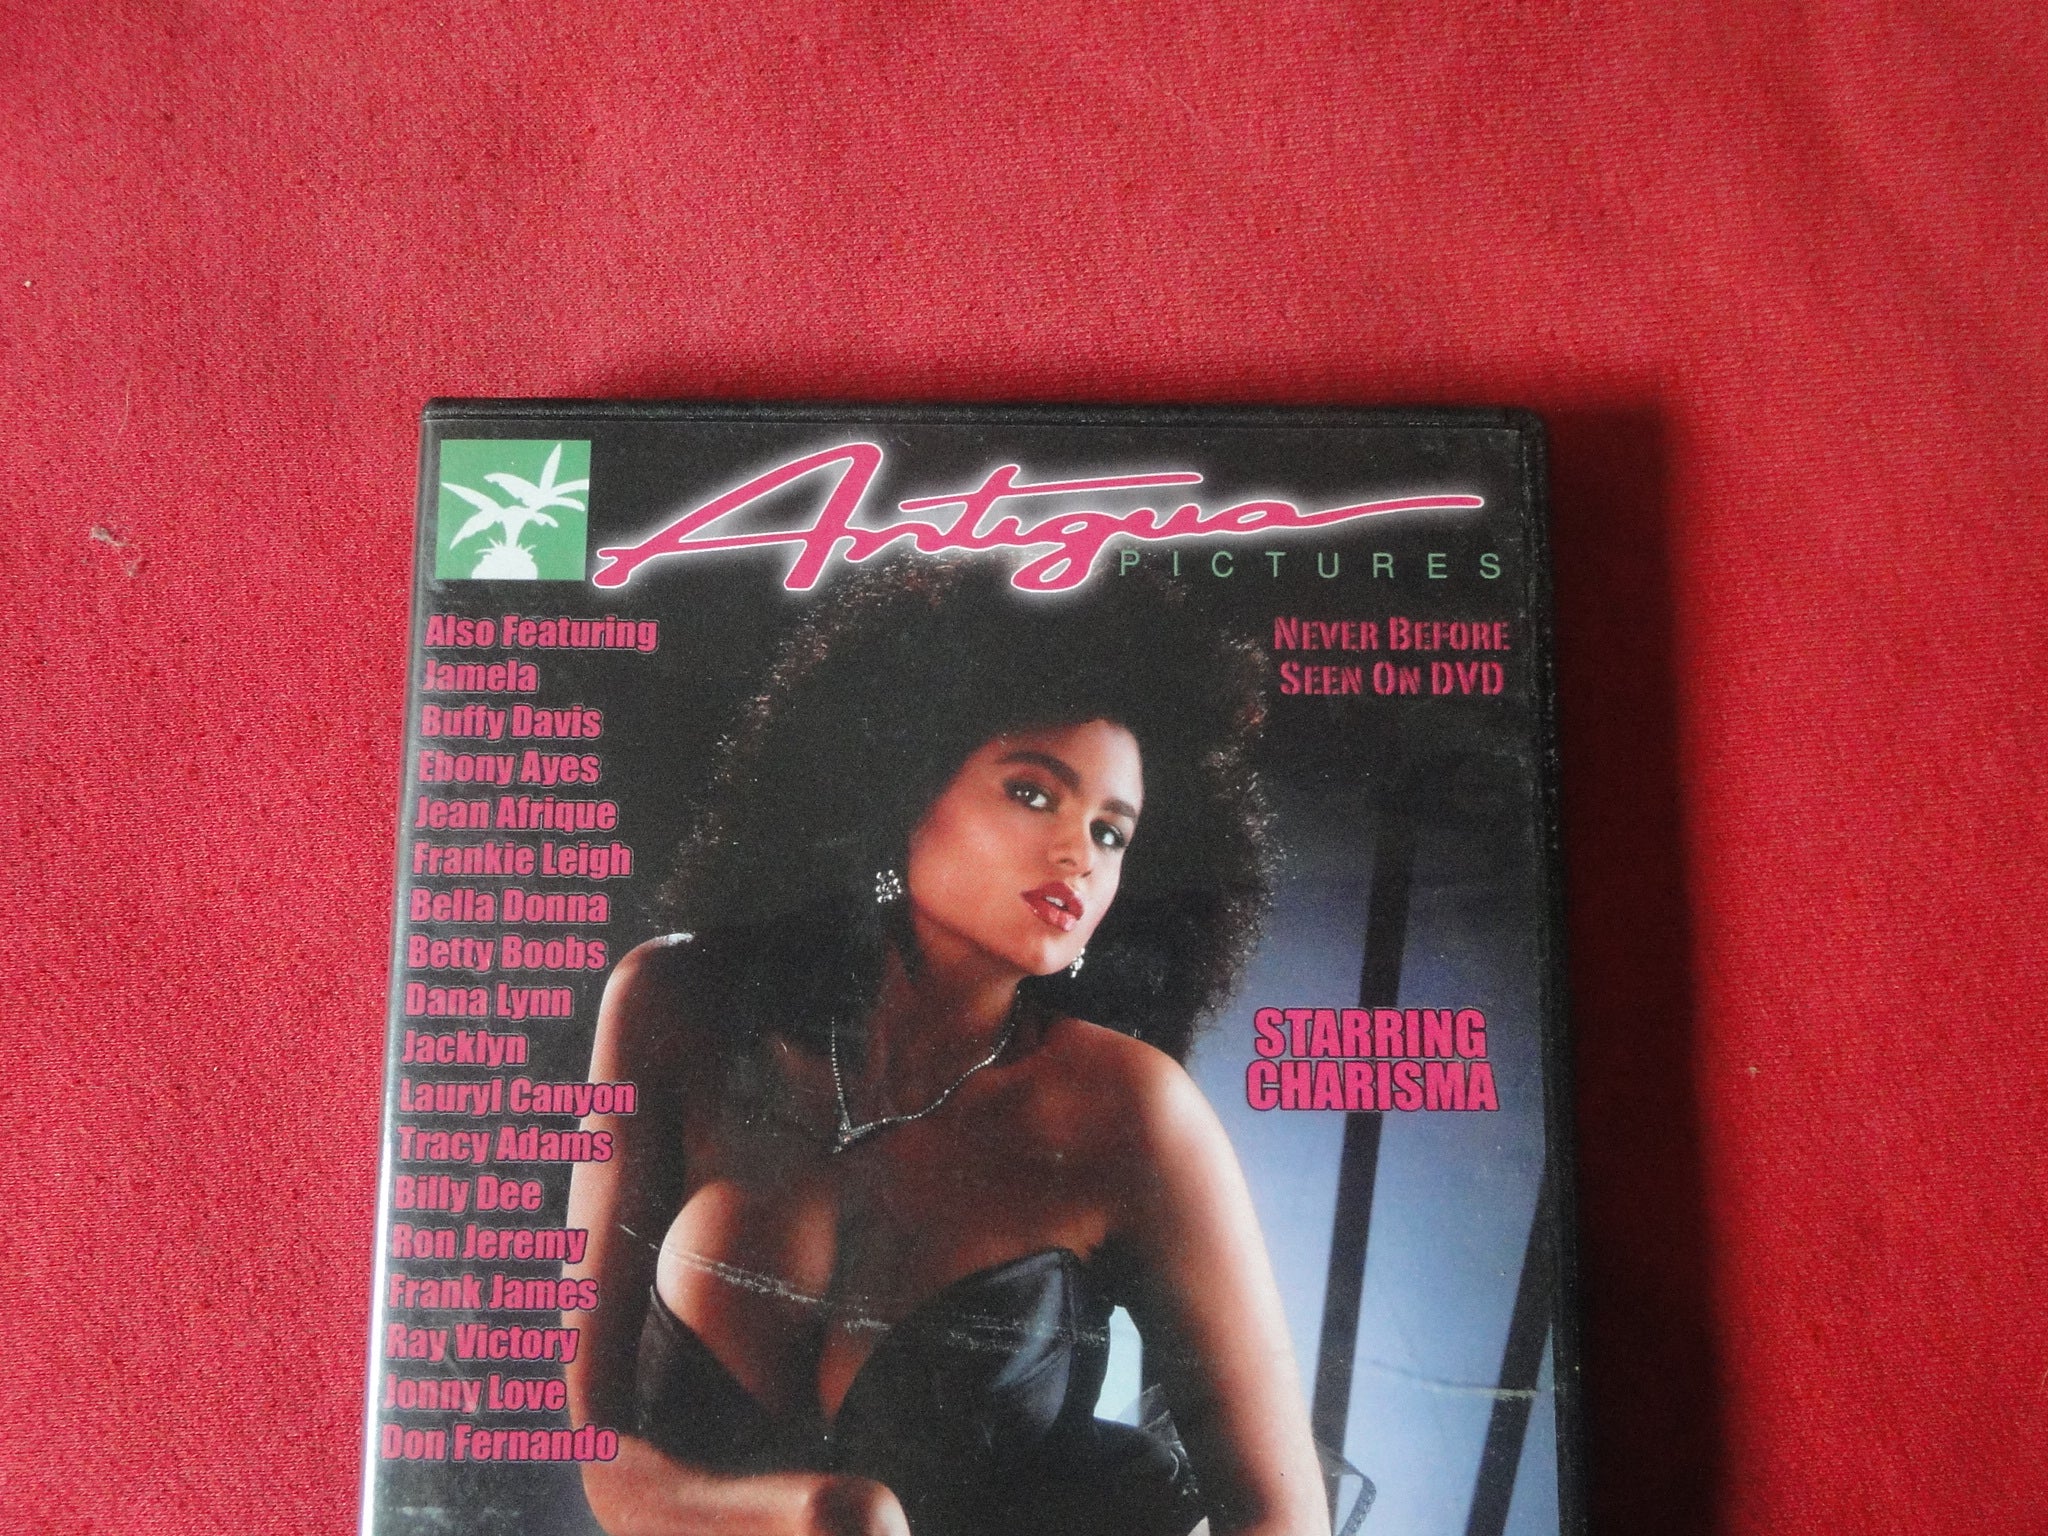 Antigua
PICTURES
Also Featuring
Jamela
Buffy Davis
Ebony Ayes
Jean Afrique
Frankie Leigh
Bella Donna
Betty Boobs
Dana Lynn
Jacklyn
Lauryl Canyon
Tracy Adams
Billy Dee
Ron Jeremy
Frank James
Ray Victory
Jonny Love
Don Fernando
NEVER BEFORE
SEEN ON DVD
STARRING
CHARISMA